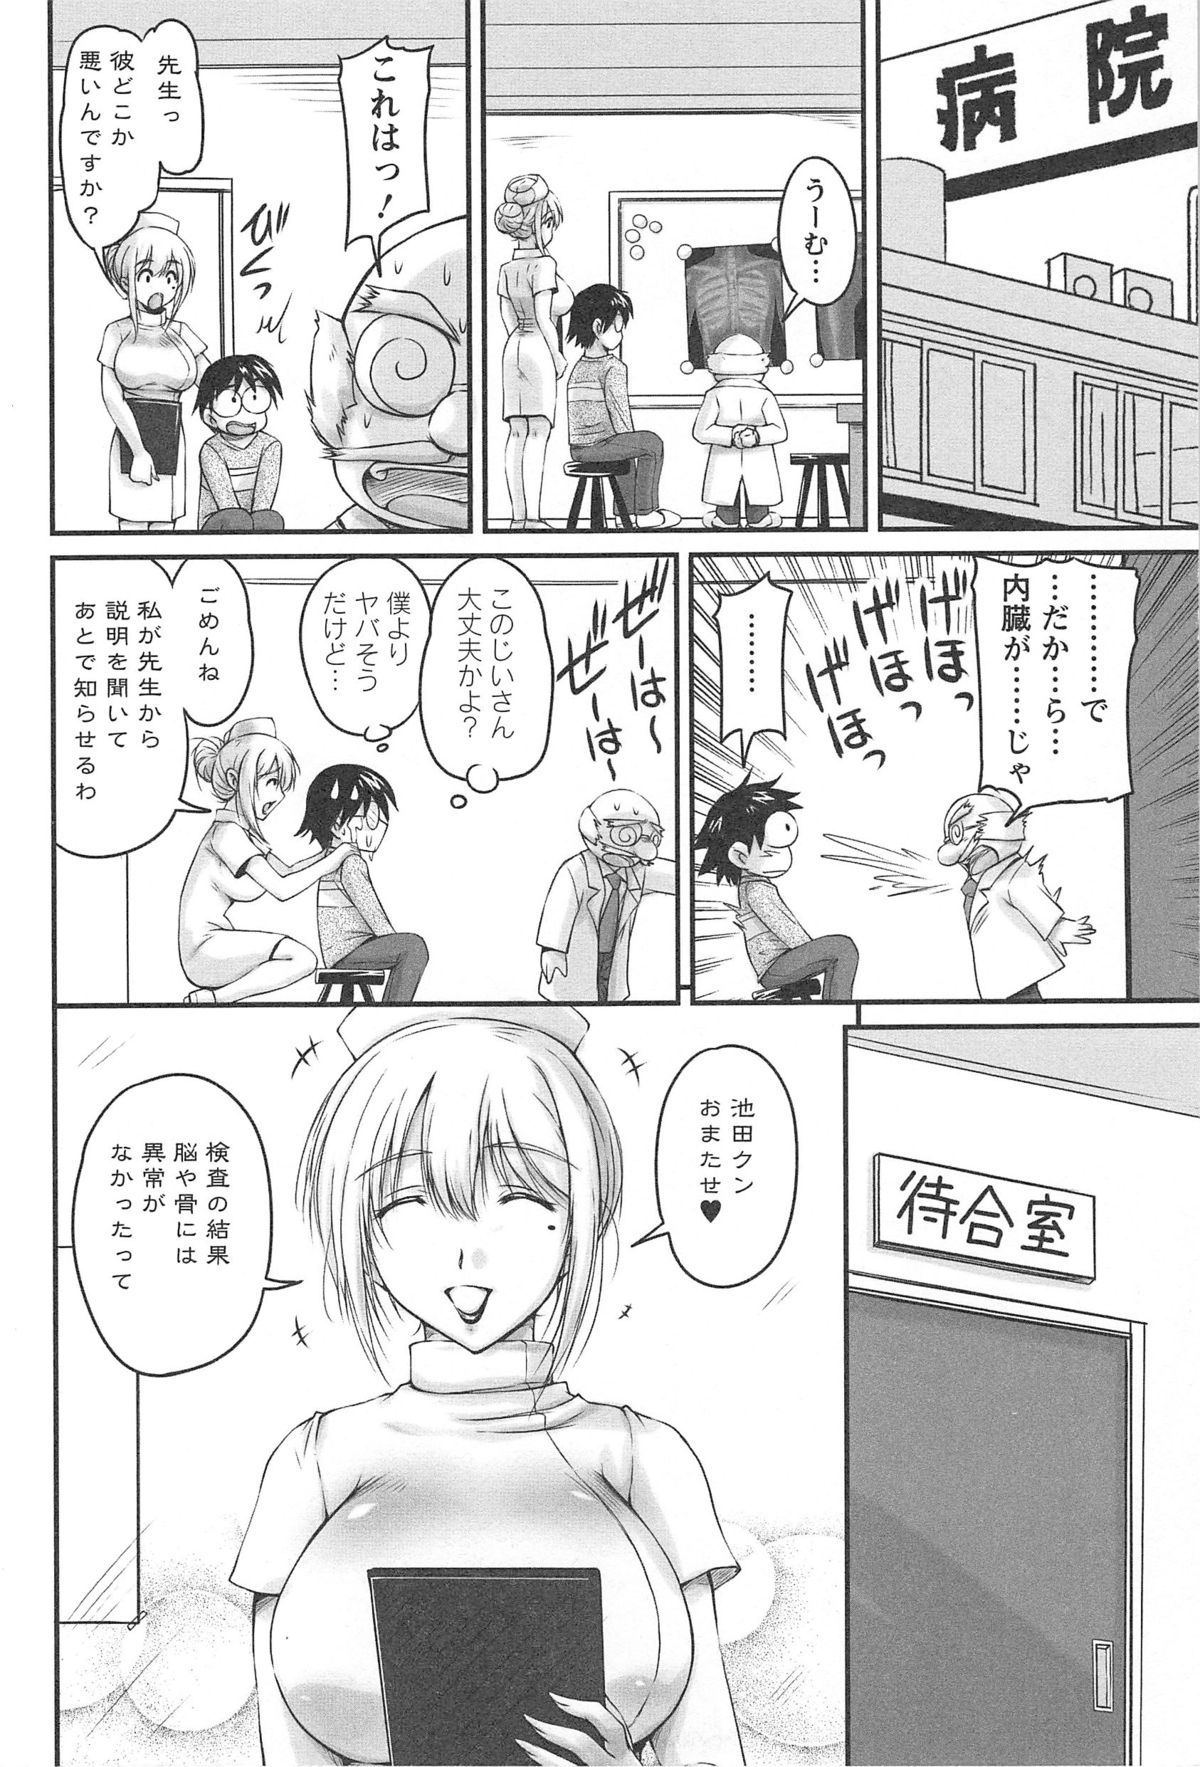 病院
うーむ…
これはっ！
びくっ
先生っ
彼どこか
悪いんですか？
………で
…だか…ら…
内臓が……じゃ
げほっ
げほっ
げほっ
………
……
ぜーは〜
ぜーは〜
このじいさん
大丈夫かよ？
僕より
ヤバそう
だけど…
ごめんね
私が先生から
説明を聞いて
あとで知らせるわ
待合室
池田クン
おまたせ♥
検査の結果
脳や骨には
異常が
なかったって